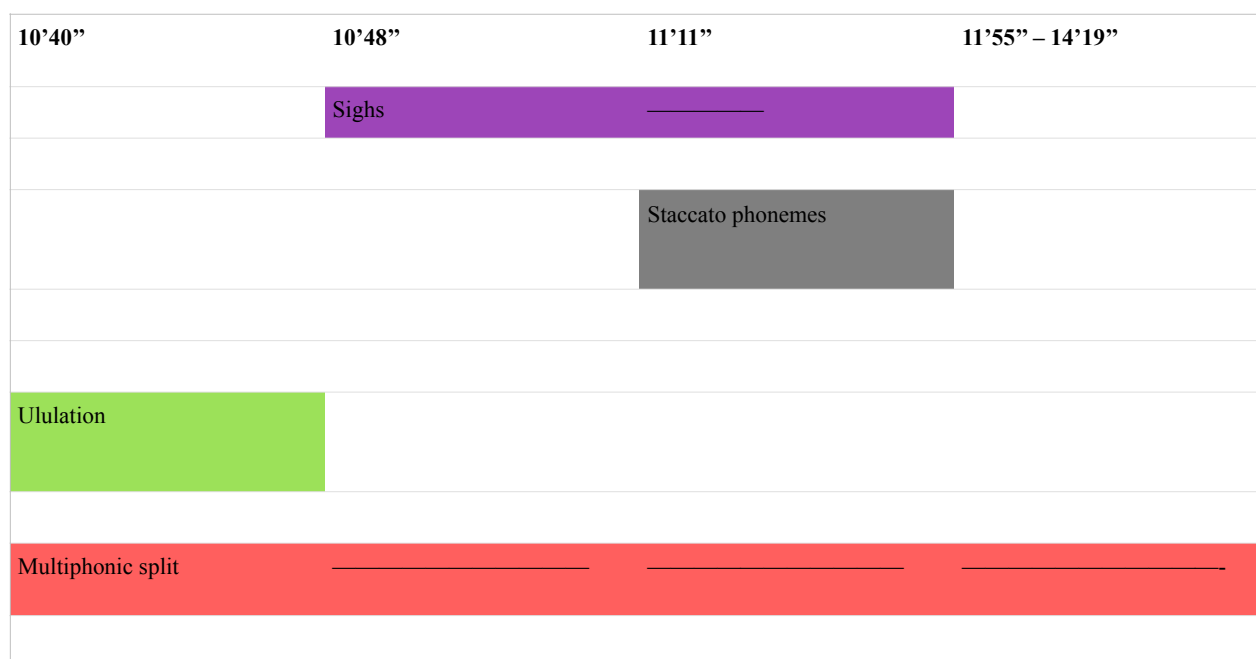 10’40” 10’48” 11’11” 11’55” – 14’19”
Sighs ——————
Staccato phonemes
Ululation
Multiphonic split ————————————— ————————————— —————————————-